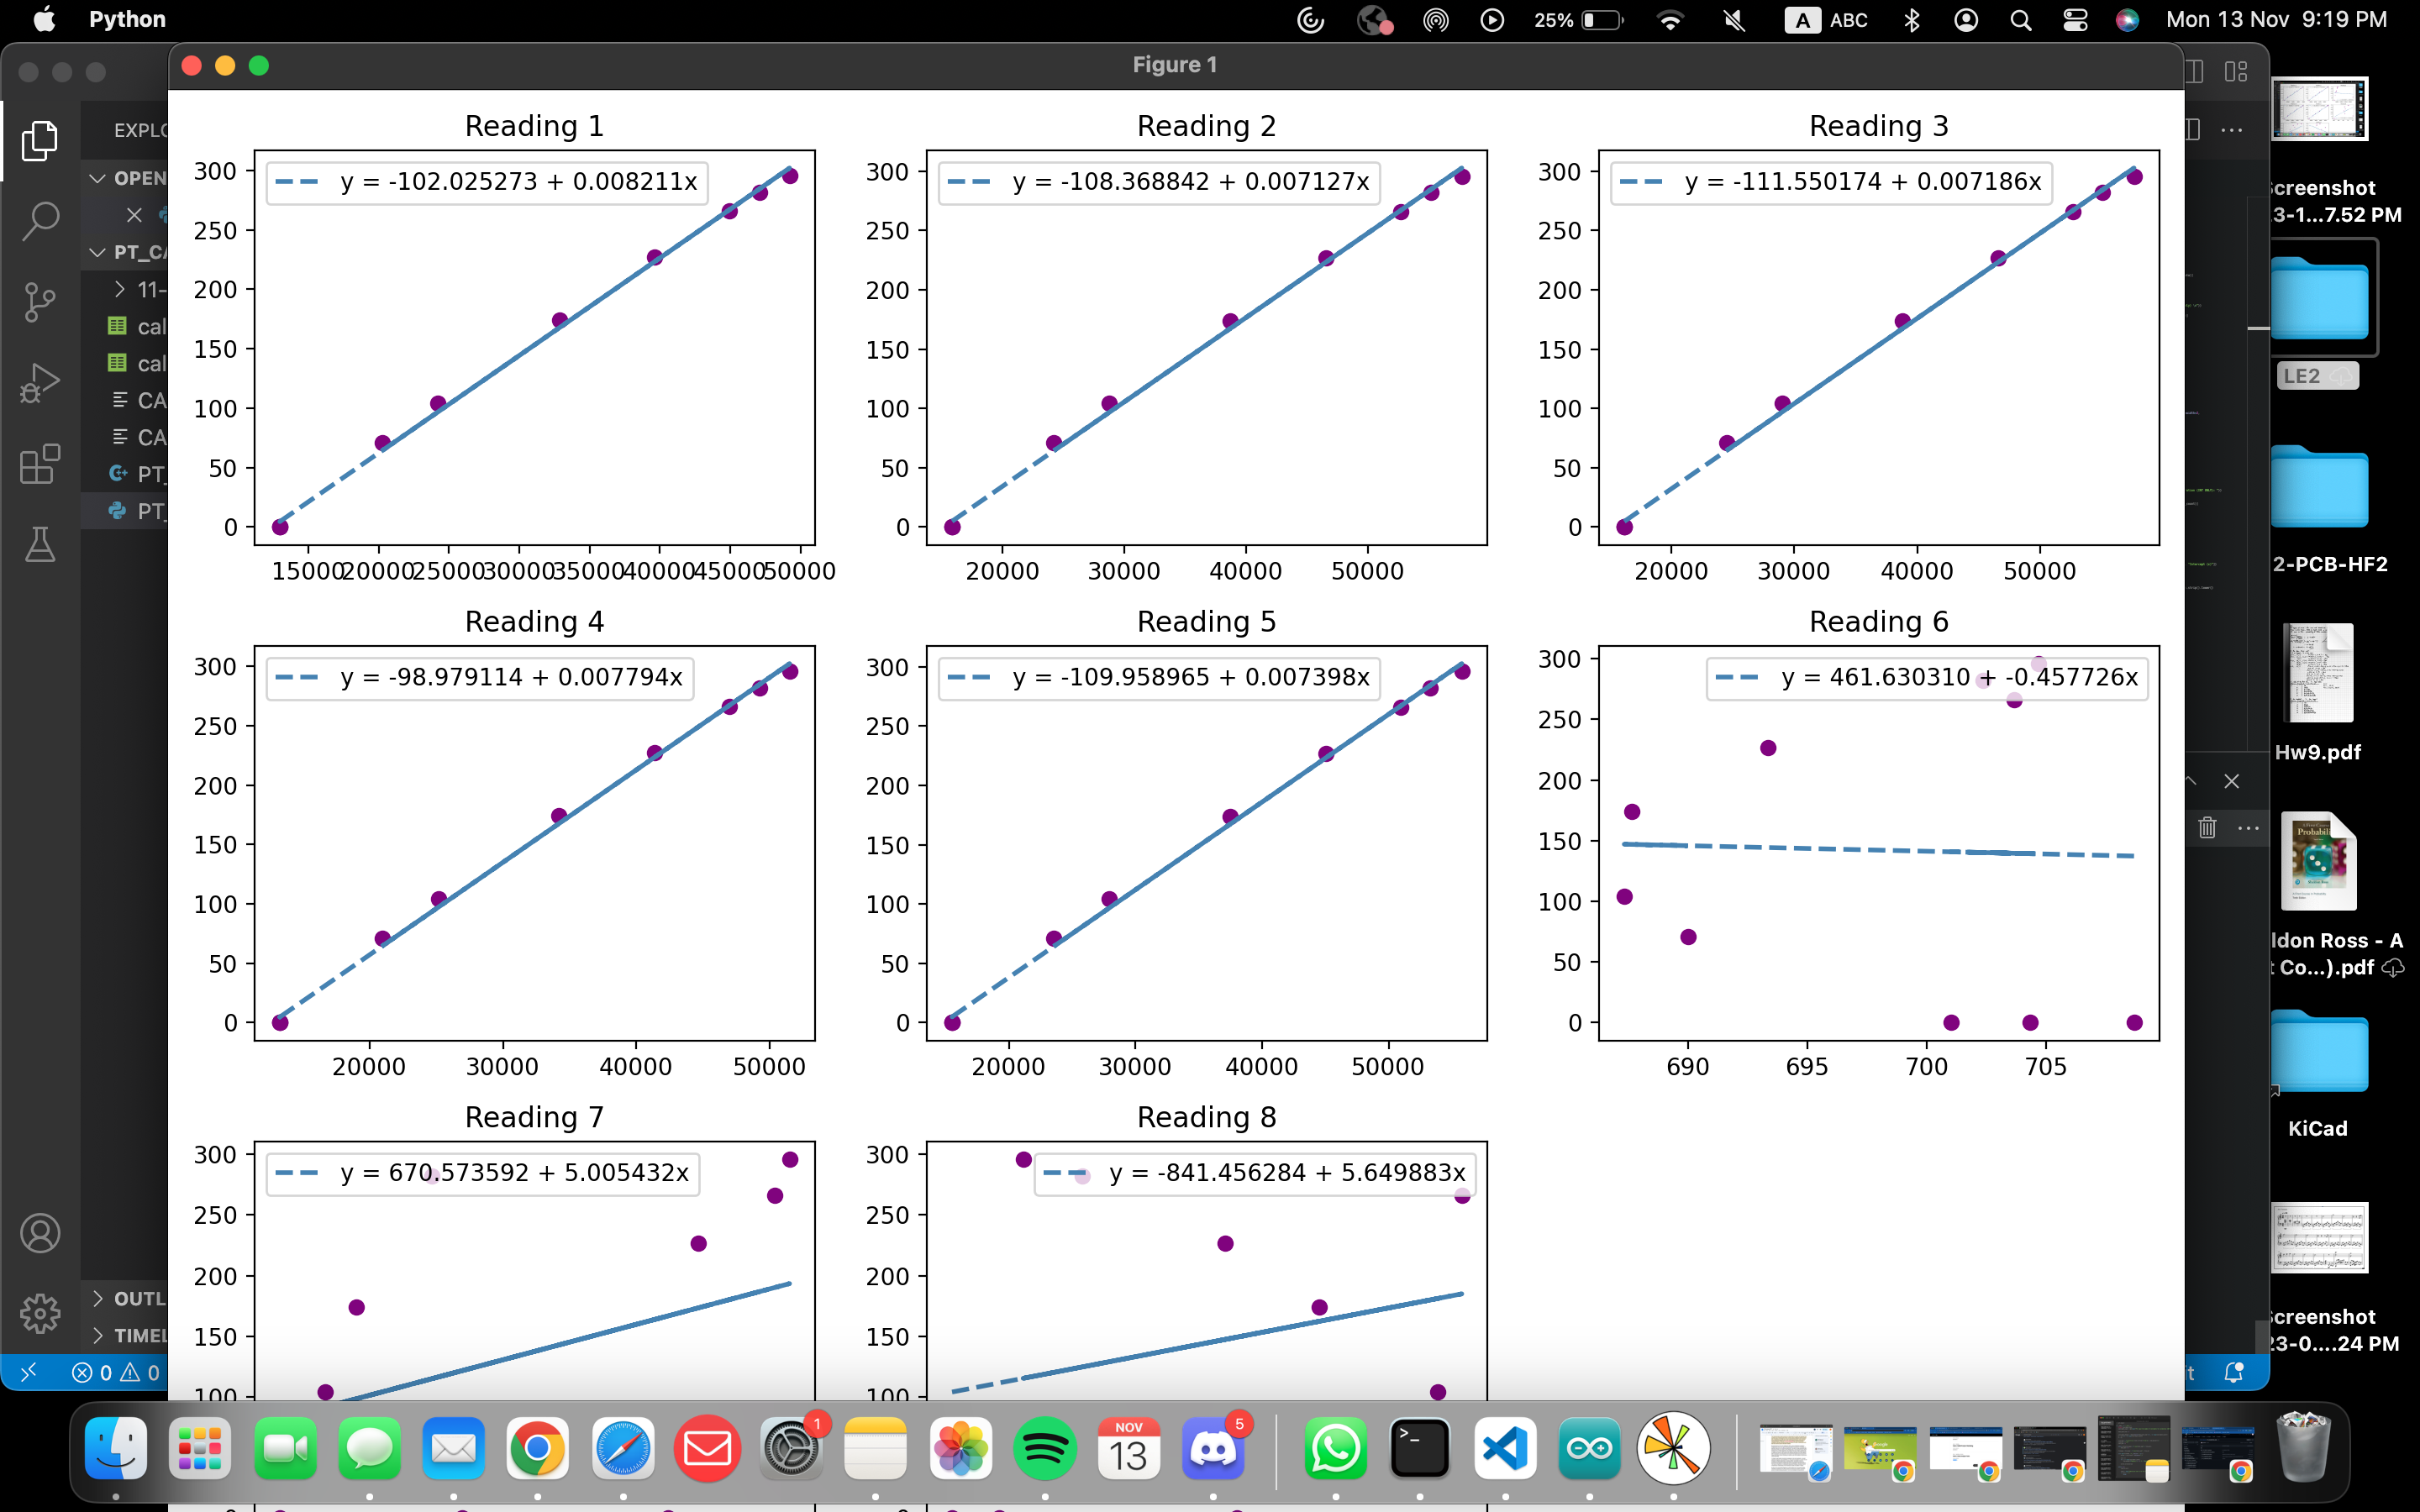 Python
25%
A ABC
Mon 13 Nov 9:19 PM
Figure 1
EXPLO
OPEN
PT_CA
11-
cal
cal
CA
CA
PT_
PT_
OUTL
TIMEL
0 0
Reading 1
y = -102.025273 + 0.008211x
300
250
200
150
100
50
0
15000 20000 25000 30000 35000 40000 45000 50000
Reading 2
y = -108.368842 + 0.007127x
300
250
200
150
100
50
0
20000 30000 40000 50000
Reading 3
y = -111.550174 + 0.007186x
300
250
200
150
100
50
0
20000 30000 40000 50000
Reading 4
y = -98.979114 + 0.007794x
300
250
200
150
100
50
0
20000 30000 40000 50000
Reading 5
y = -109.958965 + 0.007398x
300
250
200
150
100
50
0
20000 30000 40000 50000
Reading 6
y = 461.630310 + -0.457726x
300
250
200
150
100
50
0
690 695 700 705
Reading 7
y = 670.573592 + 5.005432x
300
250
200
150
100
Reading 8
y = -841.456284 + 5.649883x
300
250
200
150
100
Screenshot
3-1...7.52 PM
LE2
2-PCB-HF2
Hw9.pdf
Probabili
ldon Ross - A
t Co...).pdf
KiCad
Screenshot
23-0....24 PM
it
1
NOV
13
5
>_